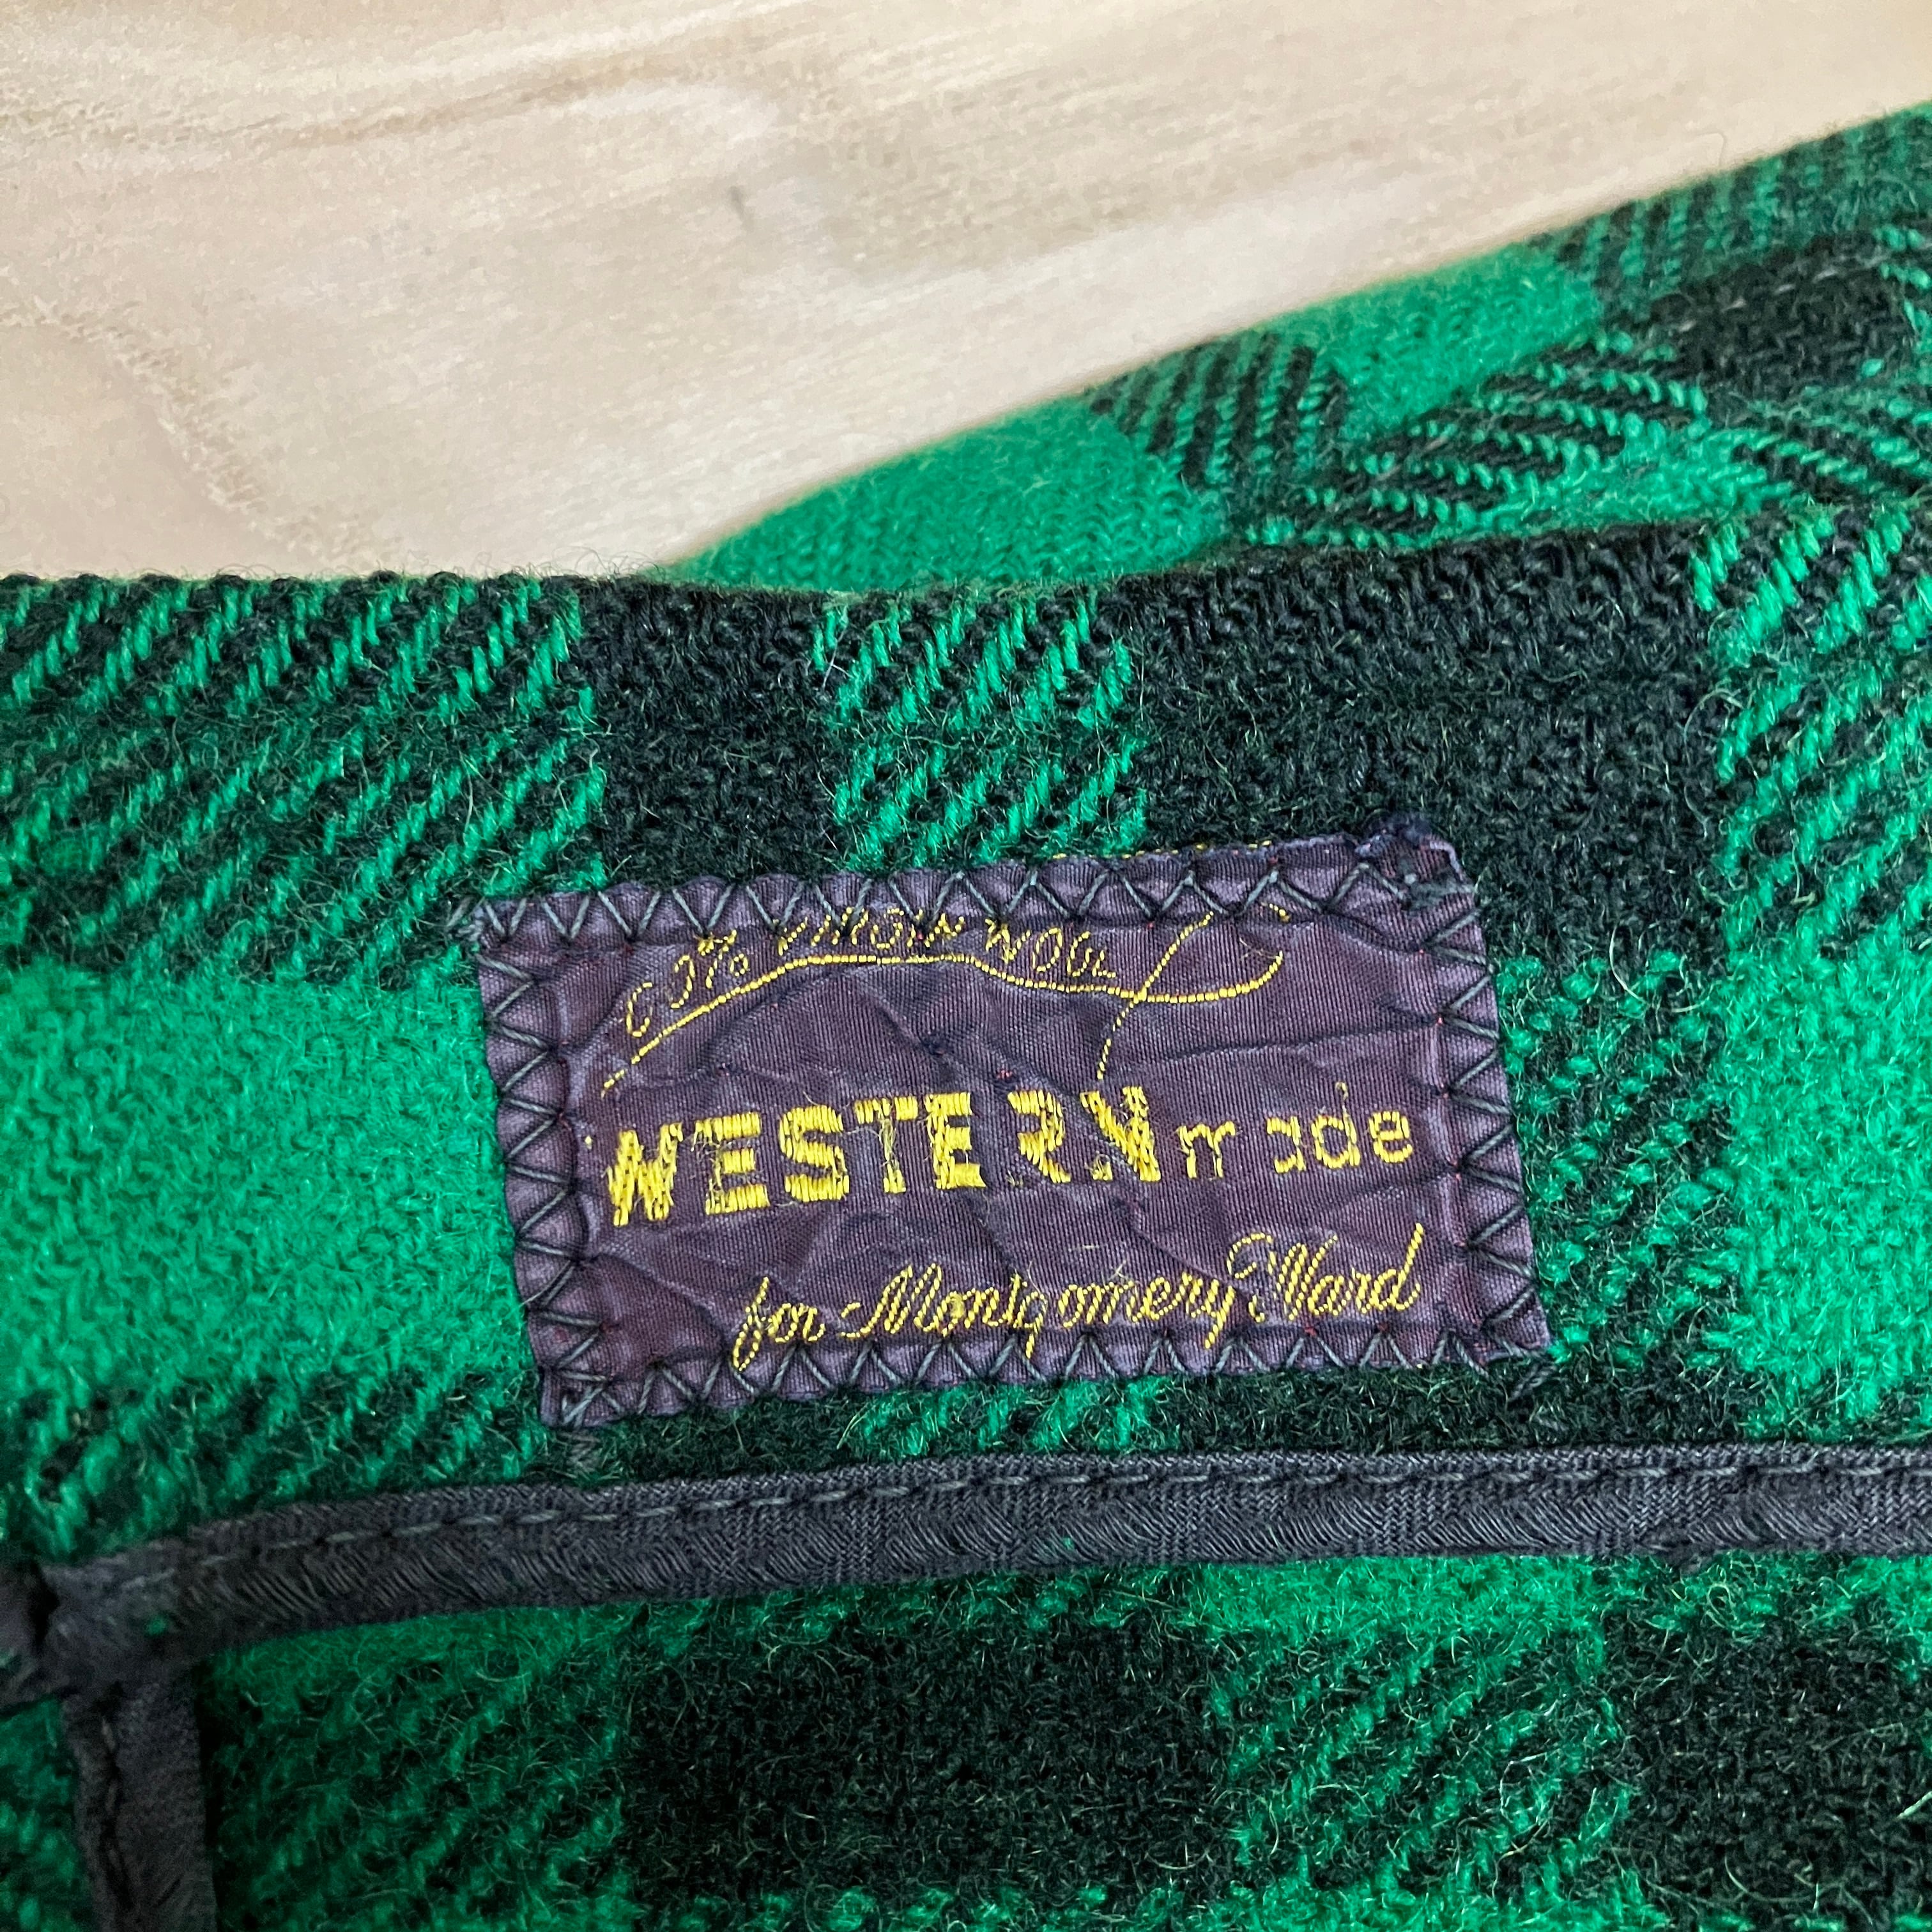 VIRGIN WOOL
WESTERN made
for Montgomery Ward